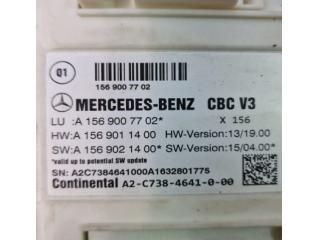 Q1
156 900 77 02
MERCEDES-BENZ CBC V3
LU :A 156 900 77 02* X 156
HW:A 156 901 14 00 HW-Version:13/19.00
SW:A 156 902 14 00* SW-Version:15/04.00*
*valid up to potential SW update
SN: A2C7384641000A1632801775
Continental A2-C738-4641-0-00